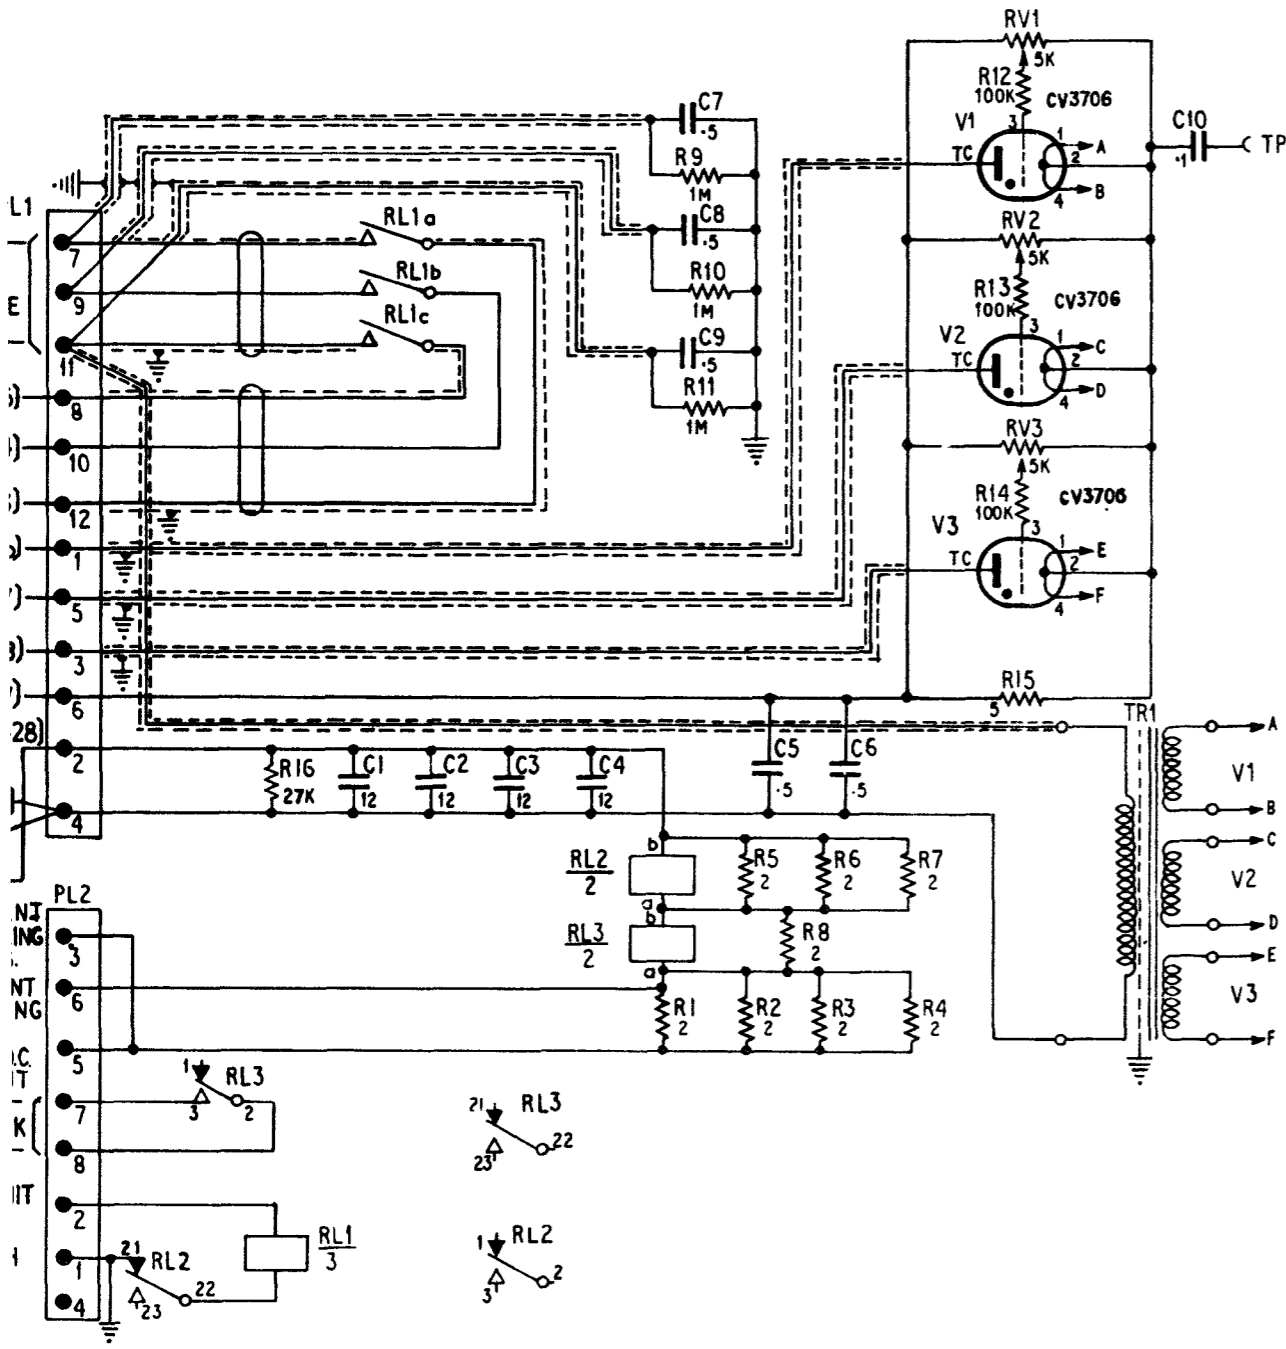 RV1
5K
R12
100K
CV3706
3
V1
1
A
TC
2
4
B
C10
.1
TP
C7
.5
R9
1M
L1
RL1a
C8
.5
RV2
5K
7
RL1b
R10
1M
R13
100K
CV3706
3
9
E
RL1c
C9
.5
V2
1
C
TC
2
4
D
11
R11
1M
8
RV3
5K
10
R14
100K
CV3706
3
12
V3
1
E
TC
2
4
F
1
5
3
6
R15
5
28)
2
TR1
A
R16
27K
C1
12
C2
12
C3
12
C4
12
C5
.5
C6
.5
V1
B
4
b
RL2
2
R5
2
R6
2
R7
2
C
V2
PL2
a
b
NT
ING
3
RL3
2
R8
2
D
E
a
NT
NG
6
R1
2
R2
2
R3
2
R4
2
V3
F
.C.
IT
5
1
RL3
3
2
K
7
21
RL3
22
23
8
IIT
2
RL1
3
1
RL2
2
3
1
21
RL2
22
23
4